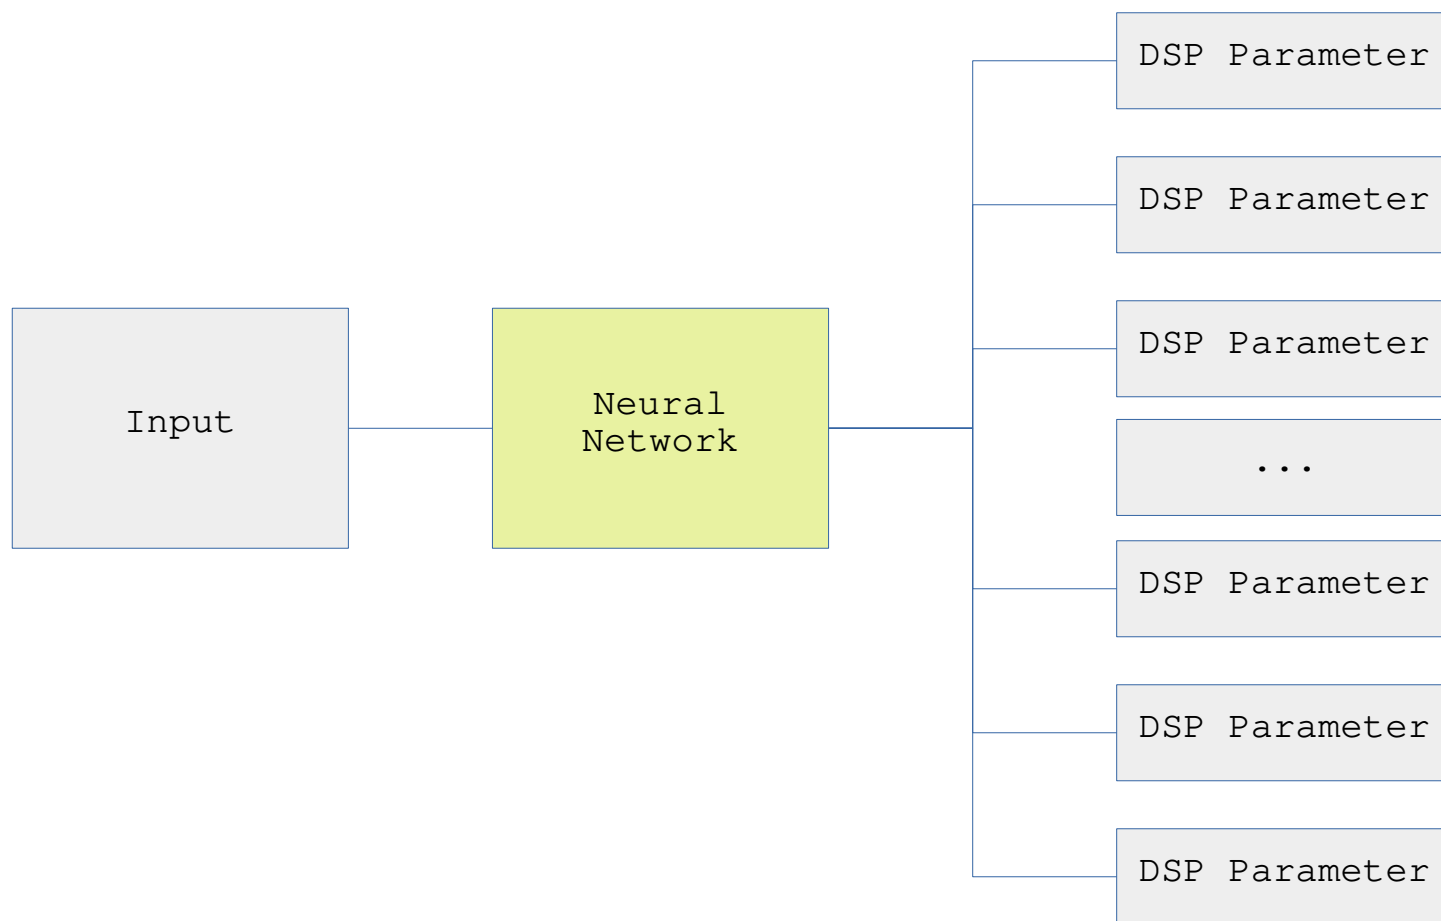 DSP Parameter
DSP Parameter
DSP Parameter
Input
Neural
Network
...
DSP Parameter
DSP Parameter
DSP Parameter